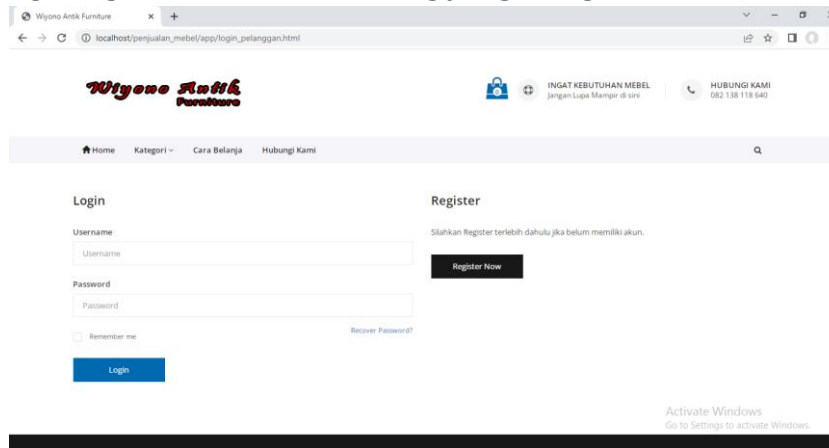 Wiyono Antik Furniture
localhost/penjualan_mebel/app/login_pelanggan.html
Wiyono Antik
Furniture
INGAT KEBUTUHAN MEBEL
Jangan Lupa Mampir di sini
HUBUNGI KAMI
082 138 118 640
Home Kategori Cara Belanja Hubungi Kami
Login
Username
Username
Password
Password
Remember me
Recover Password?
Login
Register
Silahkan Register terlebih dahulu jika belum memiliki akun.
Register Now
Activate Windows
Go to Settings to activate Windows.